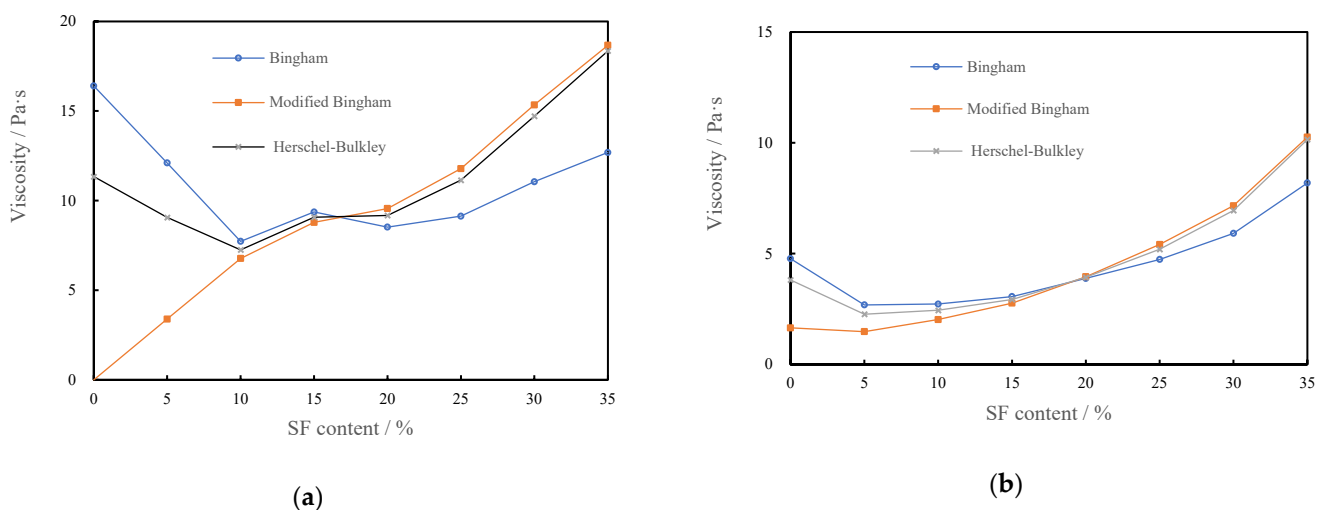 20
15
10
5
0
Viscosity / Pa·s
Bingham
Modified Bingham
Herschel-Bulkley
0 5 10 15 20 25 30 35
SF content / %
(a)
15
10
5
0
Viscosity / Pa·s
Bingham
Modified Bingham
Herschel-Bulkley
0 5 10 15 20 25 30 35
SF content / %
(b)